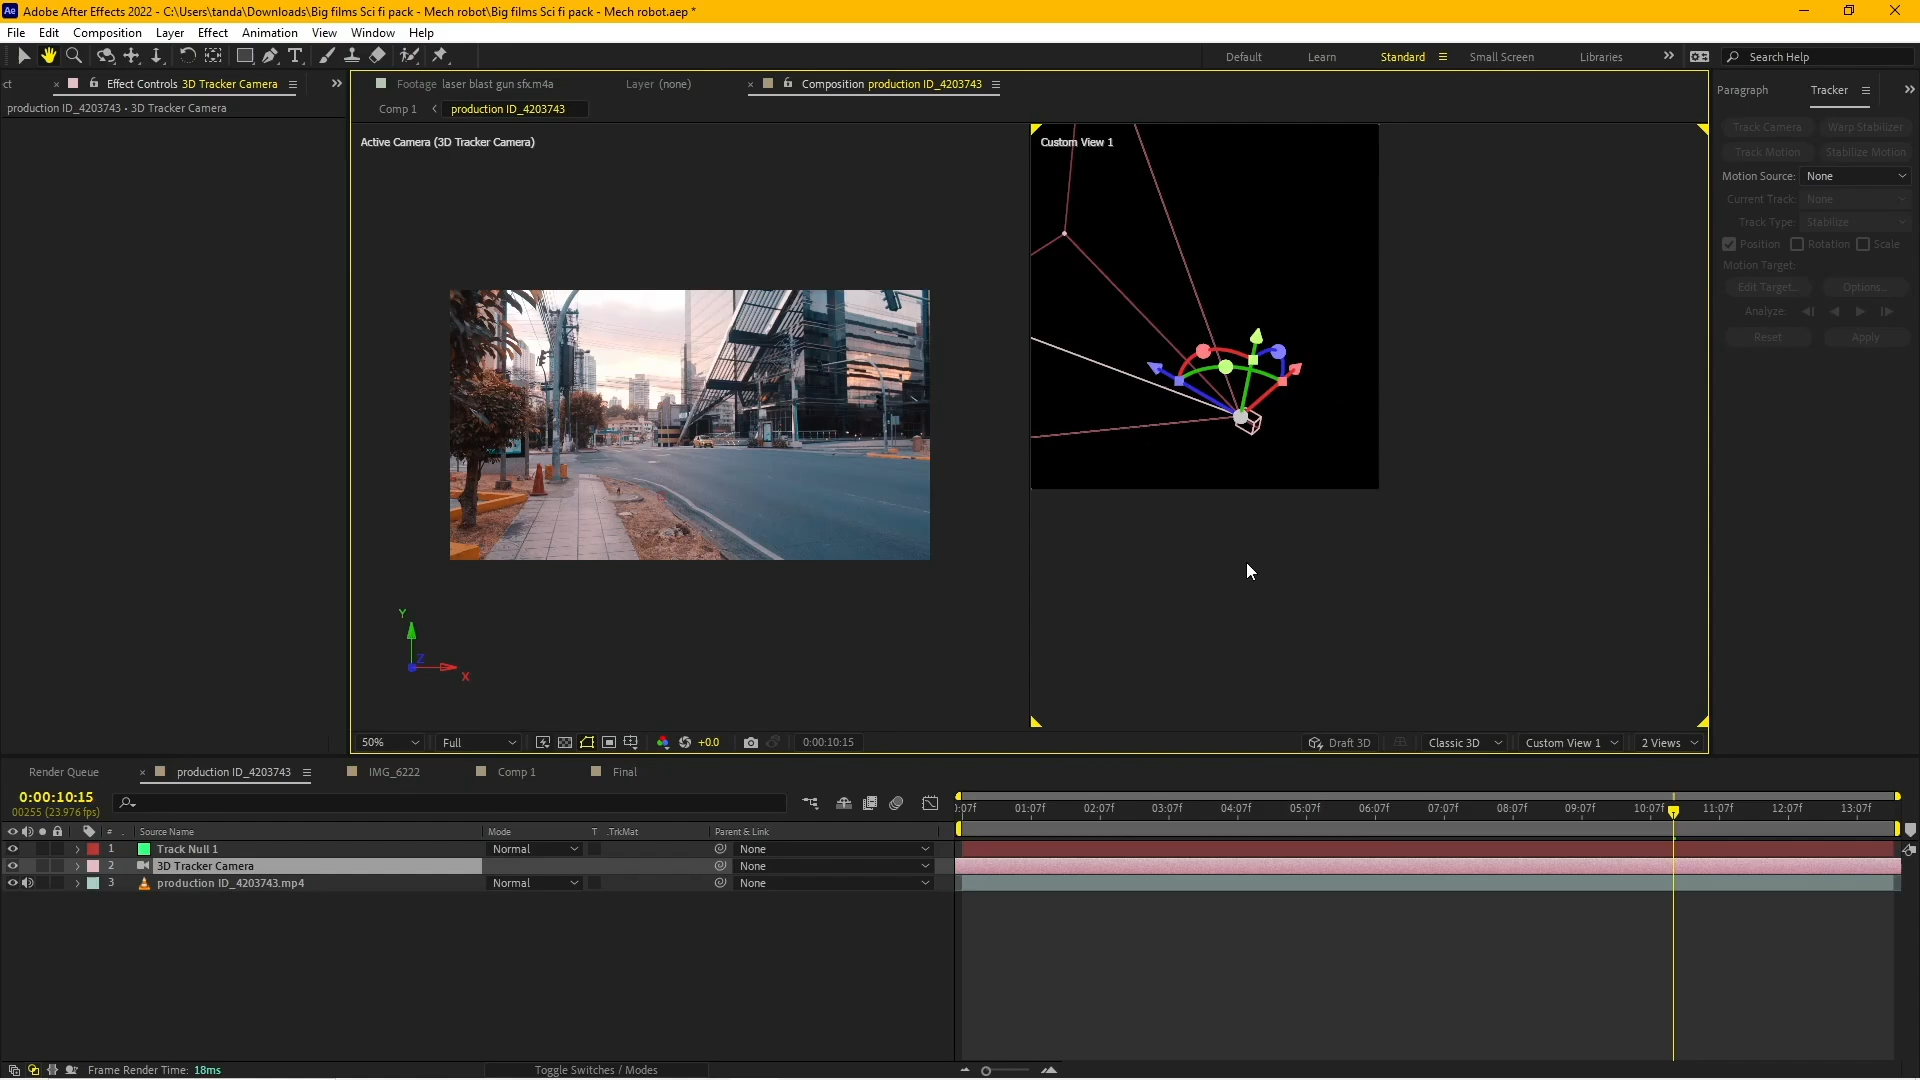 Ae Adobe After Effects 2022 - C:\Users\tanda\Downloads\Big films Sci fi pack - Mech robot\Big films Sci fi pack - Mech robot.aep *
File Edit Composition Layer Effect Animation View Window Help
Default Learn Standard Small Screen Libraries Search Help
ct Effect Controls 3D Tracker Camera
Footage laser blast gun sfx.m4a Layer (none) Composition production ID_4203743
Paragraph Tracker
production ID_4203743 • 3D Tracker Camera
Comp 1 production ID_4203743
Active Camera (3D Tracker Camera)
Custom View 1
Track Camera Warp Stabilizer
Track Motion Stabilize Motion
Motion Source: None
Current Track: None
Track Type: Stabilize
Position Rotation Scale
Motion Target:
Edit Target... Options...
Analyze:
Reset Apply
Y
Z
X
50% Full +0.0 0:00:10:15 Draft 3D Classic 3D Custom View 1 2 Views
Render Queue production ID_4203743 IMG_6222 Comp 1 Final
0:00:10:15
00255 (23.976 fps)
):07f 01:07f 02:07f 03:07f 04:07f 05:07f 06:07f 07:07f 08:07f 09:07f 10:07f 11:07f 12:07f 13:07f
# . Source Name Mode T .TrkMat Parent & Link
1 Track Null 1 Normal None
2 3D Tracker Camera None
3 production ID_4203743.mp4 Normal None
Frame Render Time: 18ms Toggle Switches / Modes